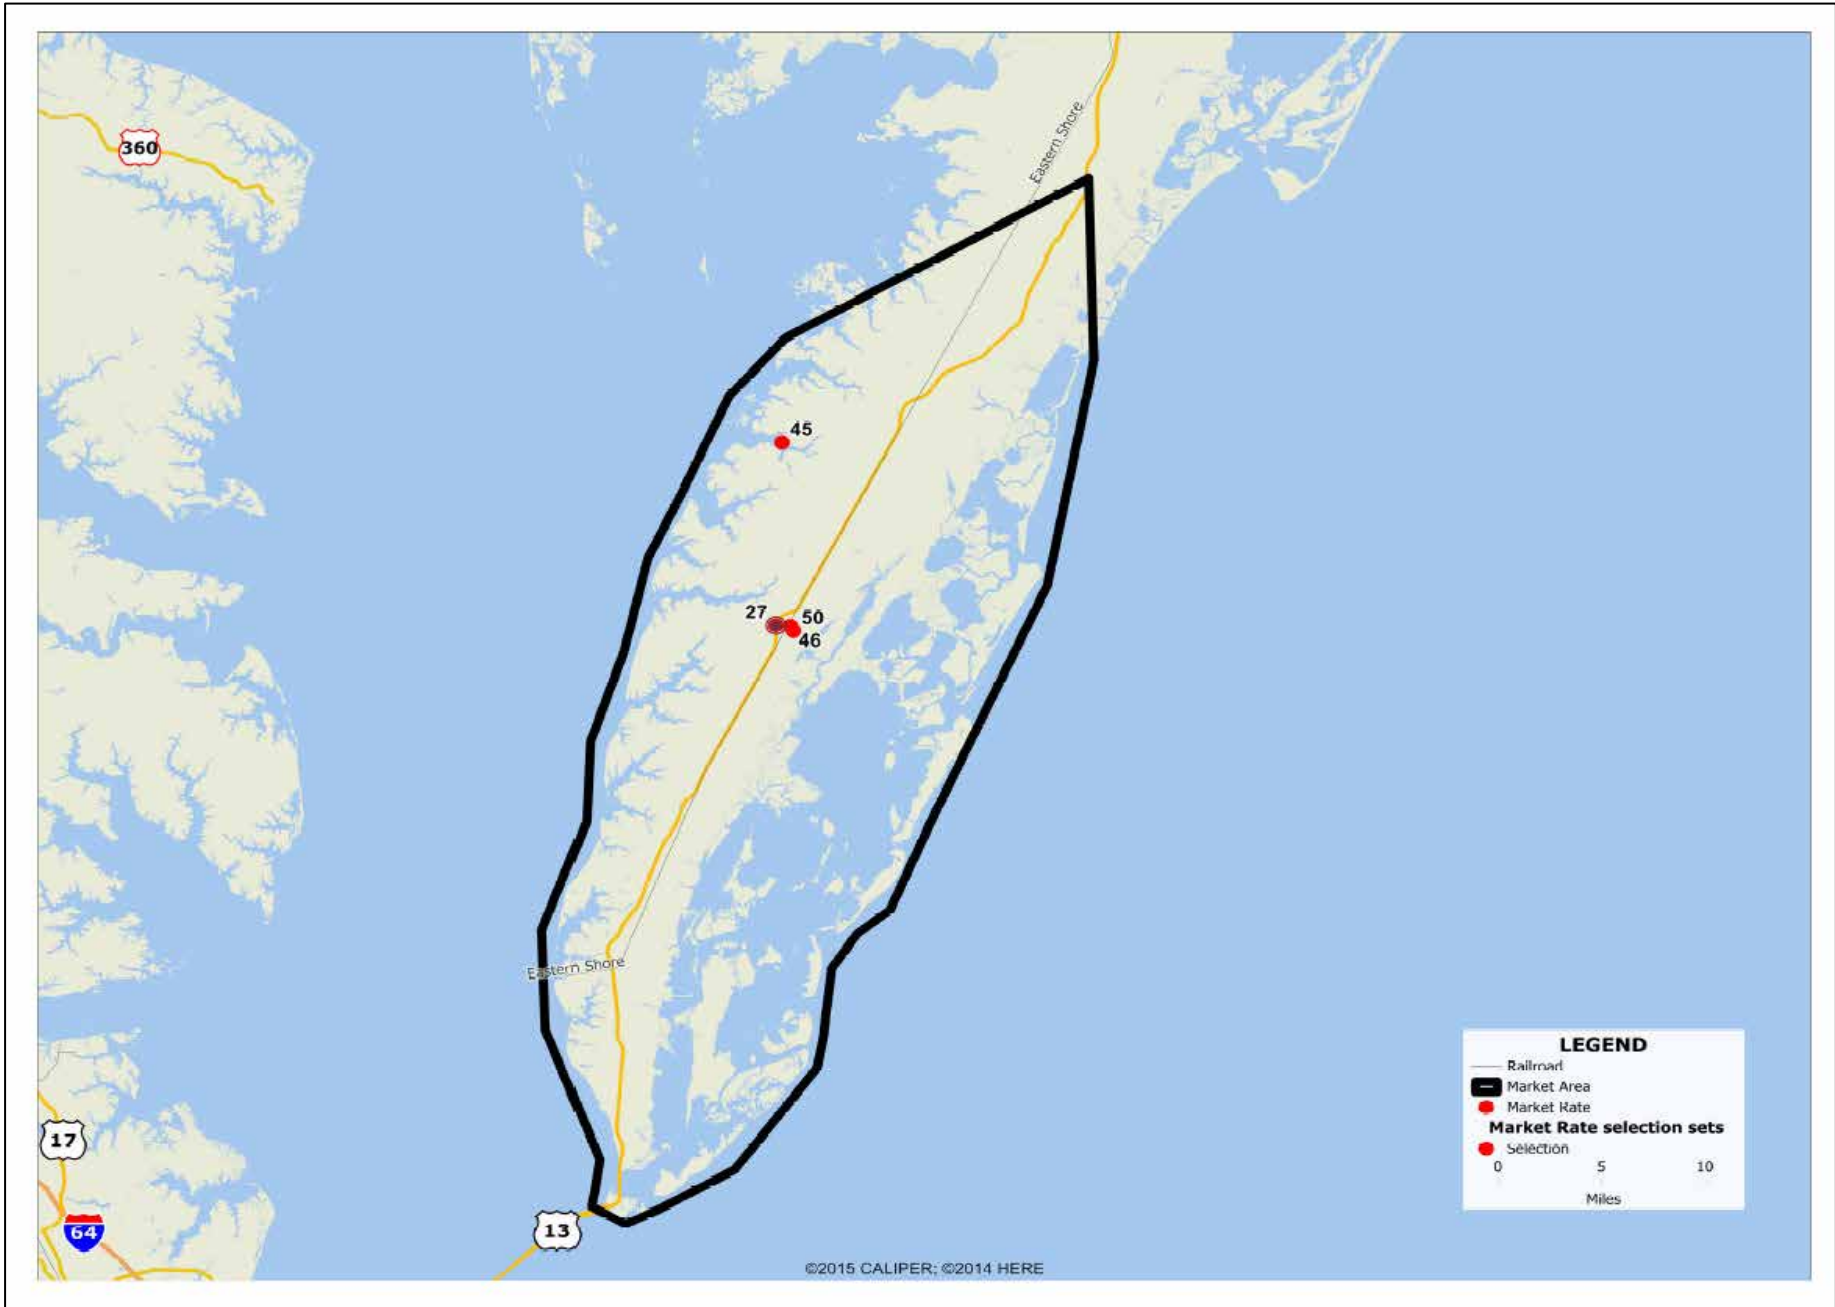 360
Eastern Shore
45
27
50
46
Eastern Shore
LEGEND
Railroad
Market Area
Market Rate
Market Rate selection sets
Selection
0 5 10
Miles
17
64
13
©2015 CALIPER; ©2014 HERE